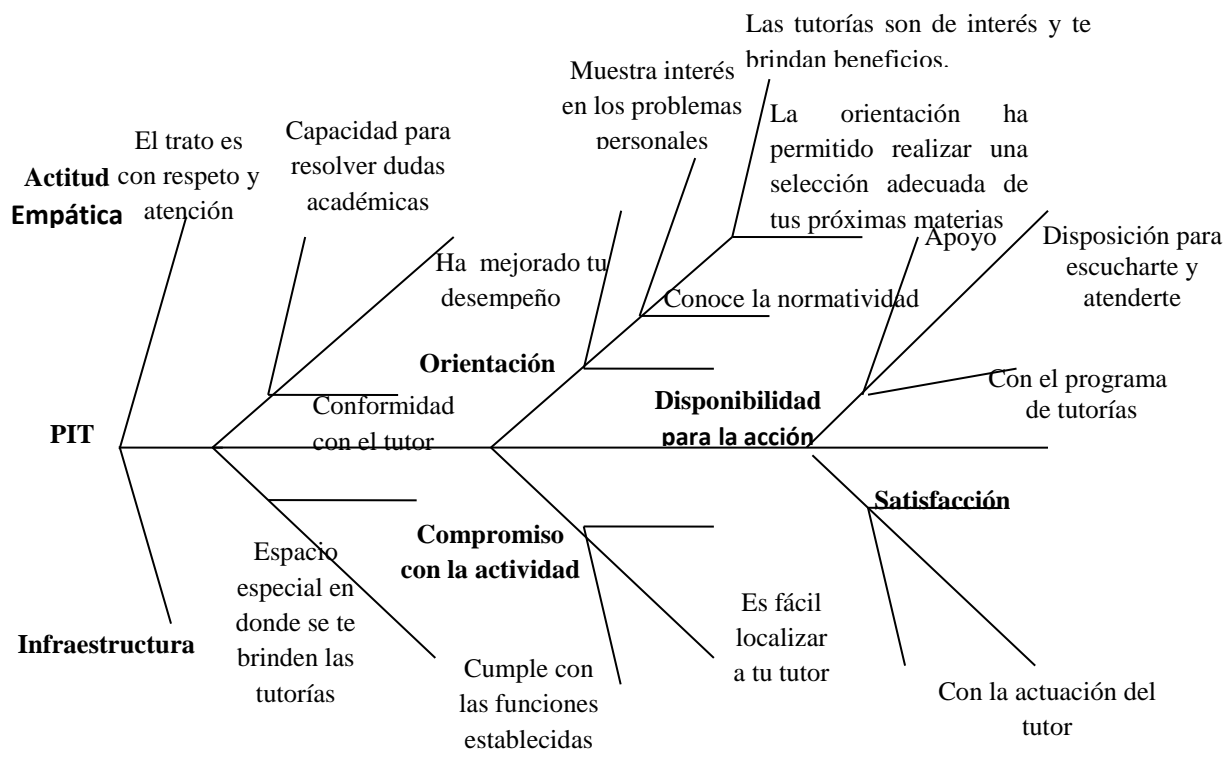 Las tutorías son de interés y te
brindan beneficios.
Muestra interés
en los problemas
personales
La orientación ha
permitido realizar una
selección adecuada de
tus próximas materias
El trato es
con respeto y
atención
Capacidad para
resolver dudas
académicas
Actitud
Empática
Apoyo
Disposición para
escucharte y
atenderte
Ha mejorado tu
desempeño
Conoce la normatividad
Orientación
Disponibilidad
para la acción
Con el programa
de tutorías
Conformidad
con el tutor
PIT
Satisfacción
Compromiso
con la actividad
Espacio
especial en
donde se te
brinden las
tutorías
Infraestructura
Es fácil
localizar
a tu tutor
Cumple con
las funciones
establecidas
Con la actuación del
tutor